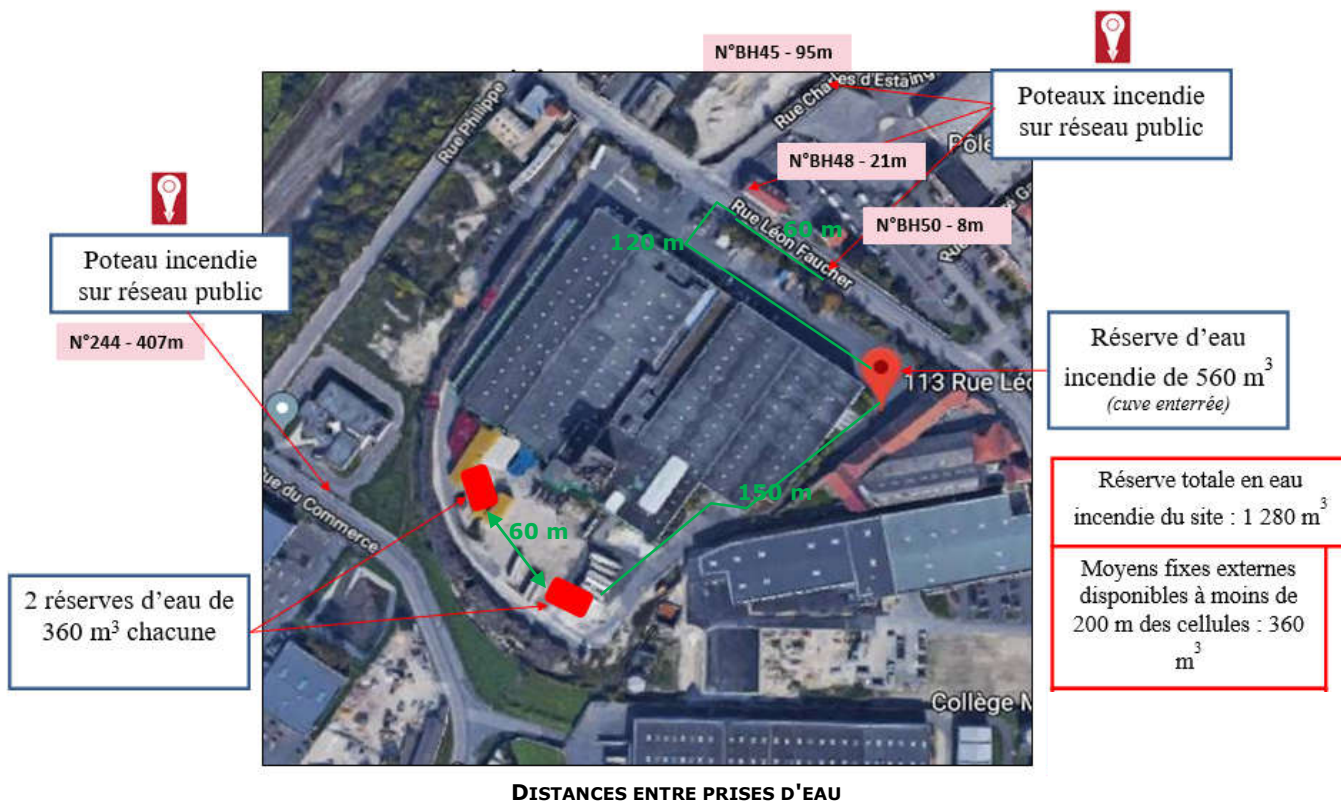 N°BH45 - 95m
Poteaux incendie
sur réseau public
Rue Philippe
Rue Cha
es d'Estaing
Pôle
N°BH48 - 21m
N°BH50 - 8m
Rue Léon Faucher
60 m
120 m
Poteau incendie
sur réseau public
N°244 - 407m
Réserve d'eau
incendie de 560 m³
(cuve enterrée)
113 Rue Léo
Réserve totale en eau
incendie du site : 1 280 m³
150 m
Rue du Commerce
60 m
Moyens fixes externes
disponibles à moins de
200 m des cellules : 360
m³
2 réserves d'eau de
360 m³ chacune
Collège M
DISTANCES ENTRE PRISES D'EAU